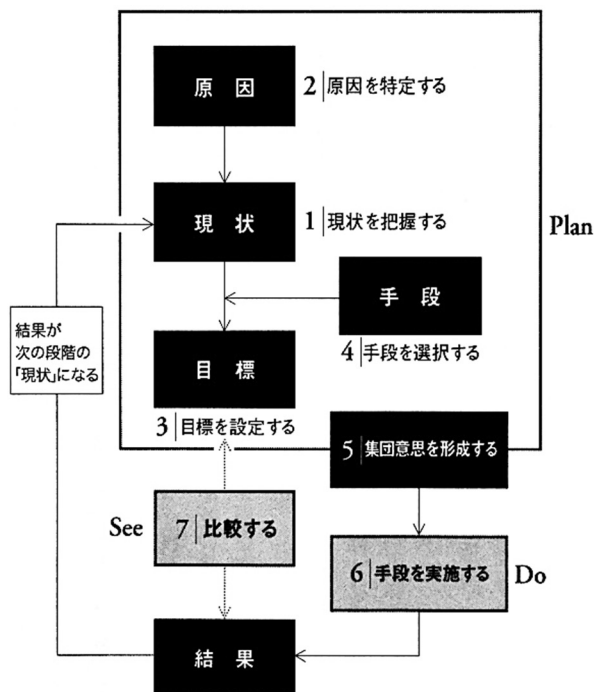 原因
2 原因を特定する
現状
1 現状を把握する
Plan
手段
4 手段を選択する
結果が
次の段階の
「現状」になる
目標
3 目標を設定する
5 集団意思を形成する
See
7 比較する
6 手段を実施する
Do
結果